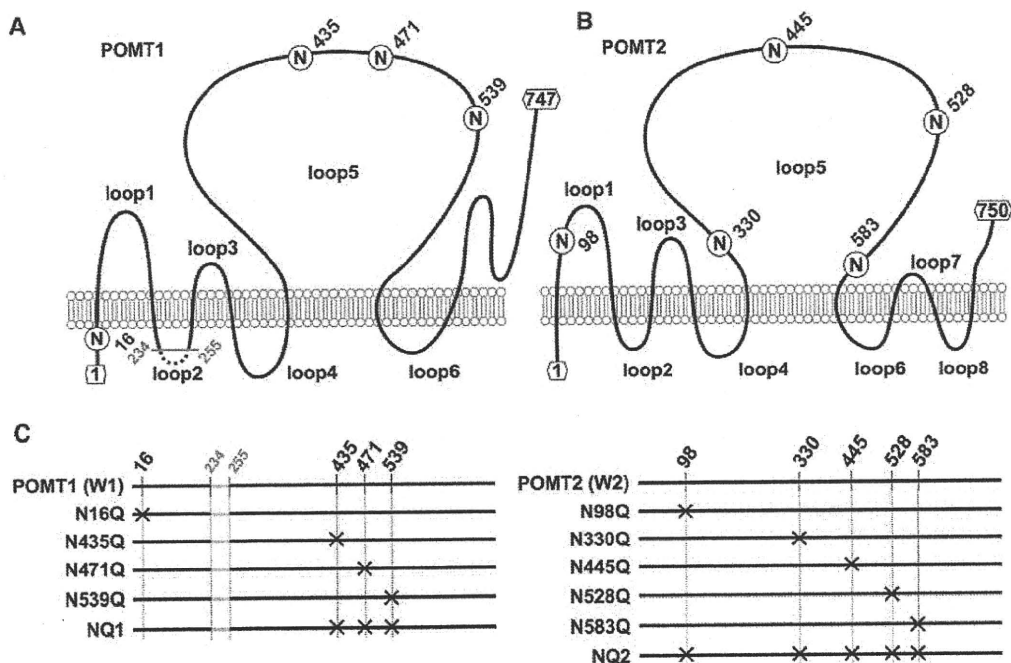 A
POMT1
N 435
N 471
N 539
747
loop1
loop3
loop5
N 16
234
255
1
loop2
loop4
loop6
B
POMT2
N 445
N 528
loop1
loop5
N 98
loop3
N 330
N 583
750
loop7
1
loop2
loop4
loop6
loop8
C
16 234 255 435 471 539
POMT1 (W1)
N16Q
N435Q
N471Q
N539Q
NQ1
98 330 445 528 583
POMT2 (W2)
N98Q
N330Q
N445Q
N528Q
N583Q
NQ2